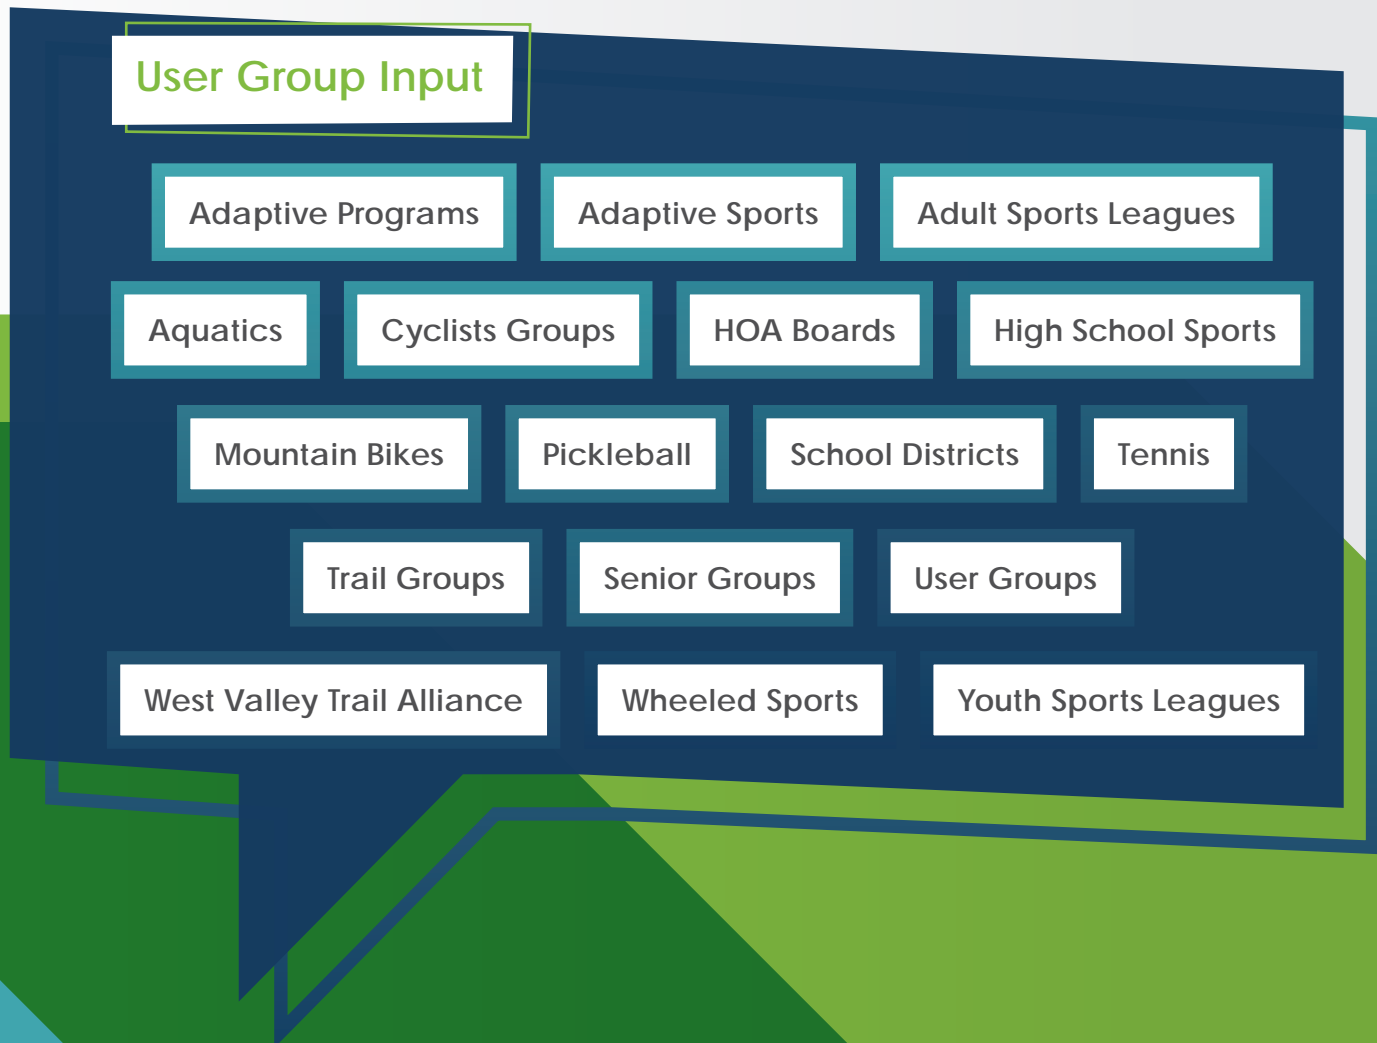 User Group Input
Adaptive Programs
Adaptive Sports
Adult Sports Leagues
Aquatics
Cyclists Groups
HOA Boards
High School Sports
Mountain Bikes
Pickleball
School Districts
Tennis
Trail Groups
Senior Groups
User Groups
West Valley Trail Alliance
Wheeled Sports
Youth Sports Leagues